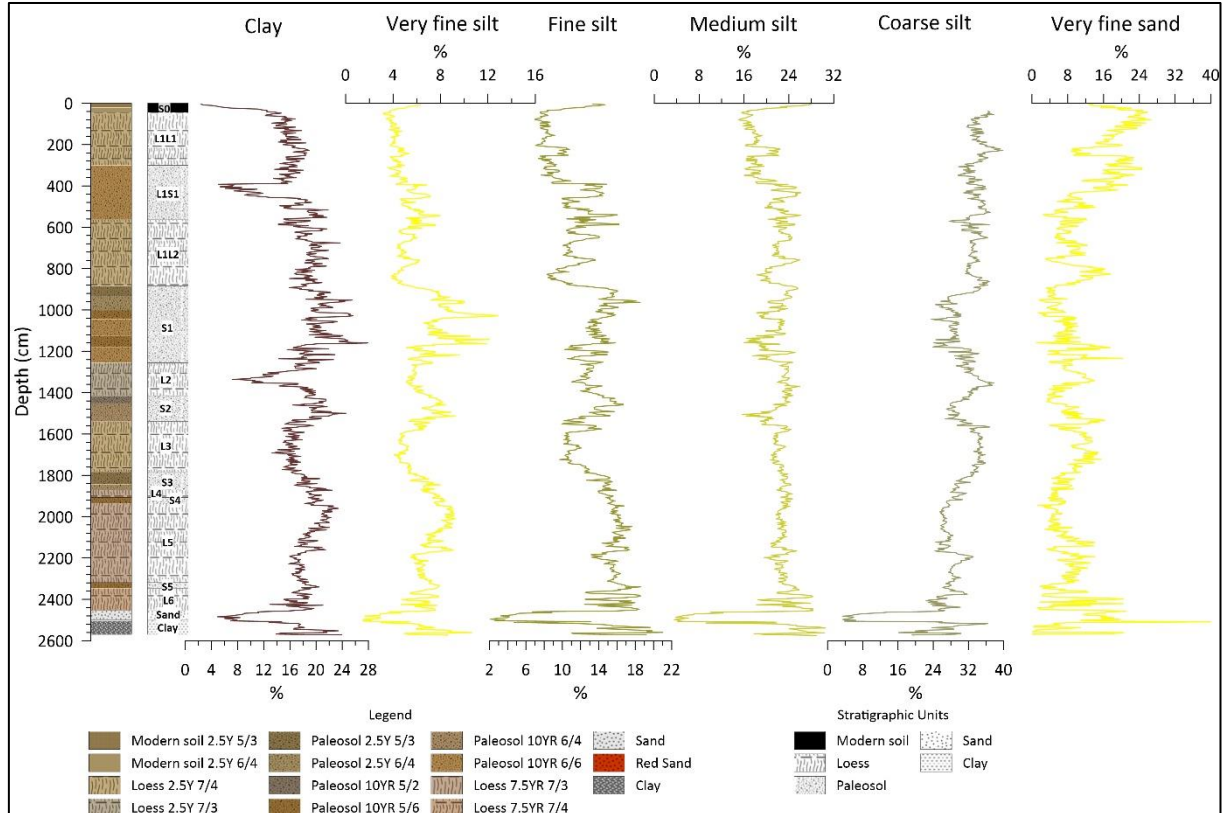 Clay Very fine silt Fine silt Medium silt Coarse silt Very fine sand
% % %
0 4 8 12 16 0 8 16 24 32 0 8 16 24 32 40
0
200
400
600
800
1000
1200
1400
1600
1800
2000
2200
2400
2600
Depth (cm)
S0
L1L1
L1S1
L1L2
S1
L2
S2
L3
S3
L4
S4
L5
S5
L6
Sand
Clay
0 4 8 12 16 20 24 28 2 6 10 14 18 22 0 8 16 24 32 40
% % %
Legend
Modern soil 2.5Y 5/3
Modern soil 2.5Y 6/4
Loess 2.5Y 7/4
Loess 2.5Y 7/3
Paleosol 2.5Y 5/3
Paleosol 2.5Y 6/4
Paleosol 10YR 5/2
Paleosol 10YR 5/6
Paleosol 10YR 6/4
Paleosol 10YR 6/6
Loess 7.5YR 7/3
Loess 7.5YR 7/4
Sand
Red Sand
Clay
Stratigraphic Units
Modern soil
Loess
Paleosol
Sand
Clay